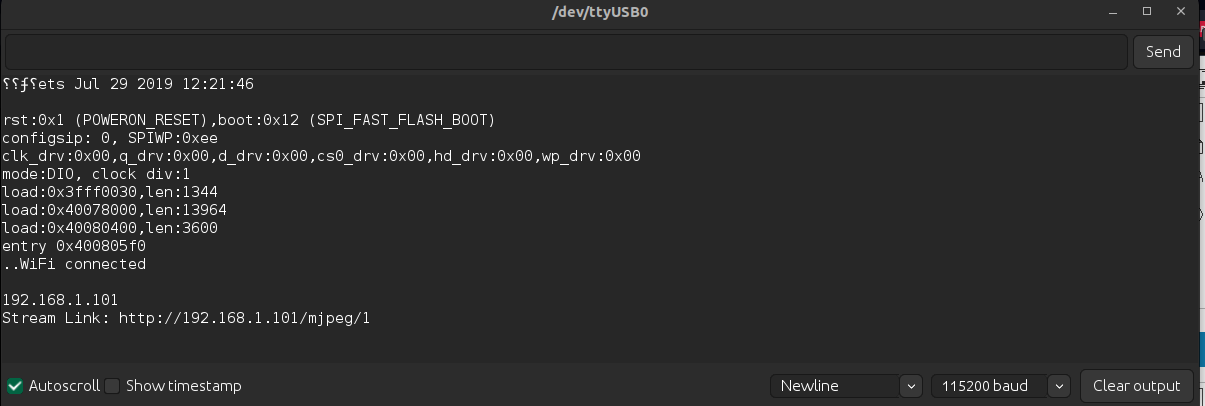 /dev/ttyUSB0
Send
⸮⸮⨍⸮ets Jul 29 2019 12:21:46
rst:0x1 (POWERON_RESET),boot:0x12 (SPI_FAST_FLASH_BOOT)
configsip: 0, SPIWP:0xee
clk_drv:0x00,q_drv:0x00,d_drv:0x00,cs0_drv:0x00,hd_drv:0x00,wp_drv:0x00
mode:DIO, clock div:1
load:0x3fff0030,len:1344
load:0x40078000,len:13964
load:0x40080400,len:3600
entry 0x400805f0
..WiFi connected
192.168.1.101
Stream Link: http://192.168.1.101/mjpeg/1
Autoscroll Show timestamp Newline 115200 baud Clear output